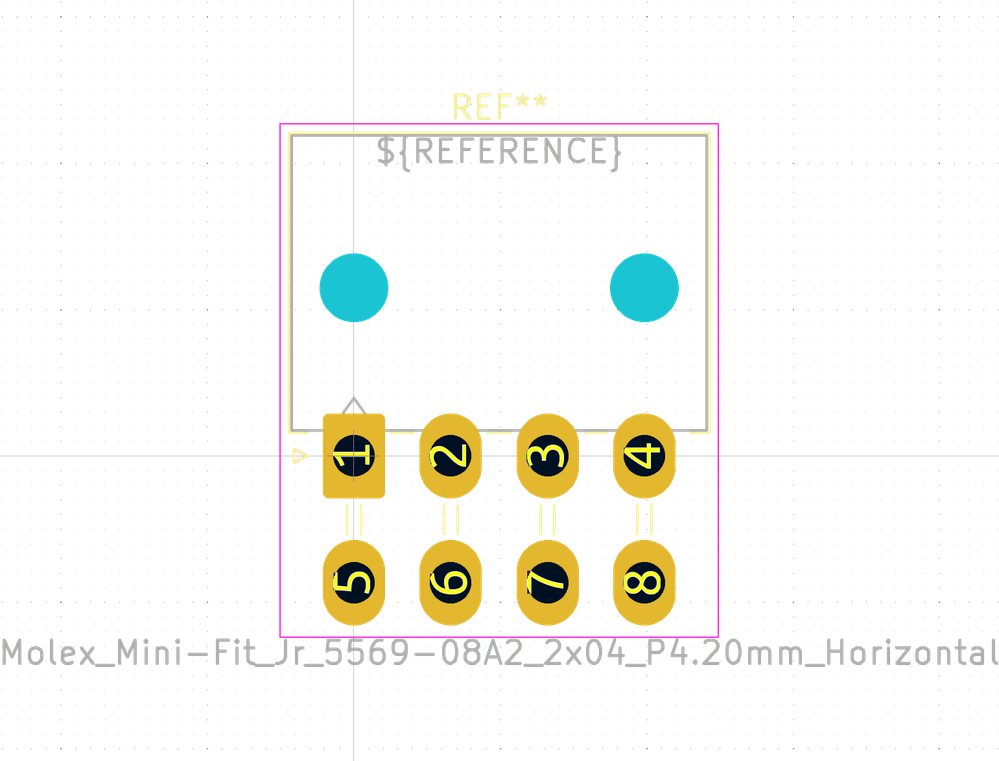 REF**
${REFERENCE}
1 2 3 4
5 6 7 8
Molex_Mini-Fit_Jr_5569-08A2_2x04_P4.20mm_Horizontal